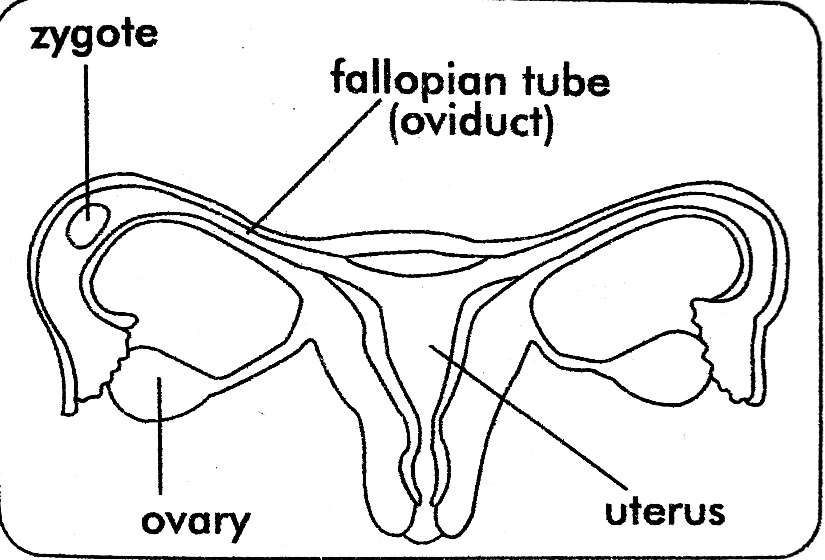 zygote
fallopian tube
(oviduct)
ovary
uterus